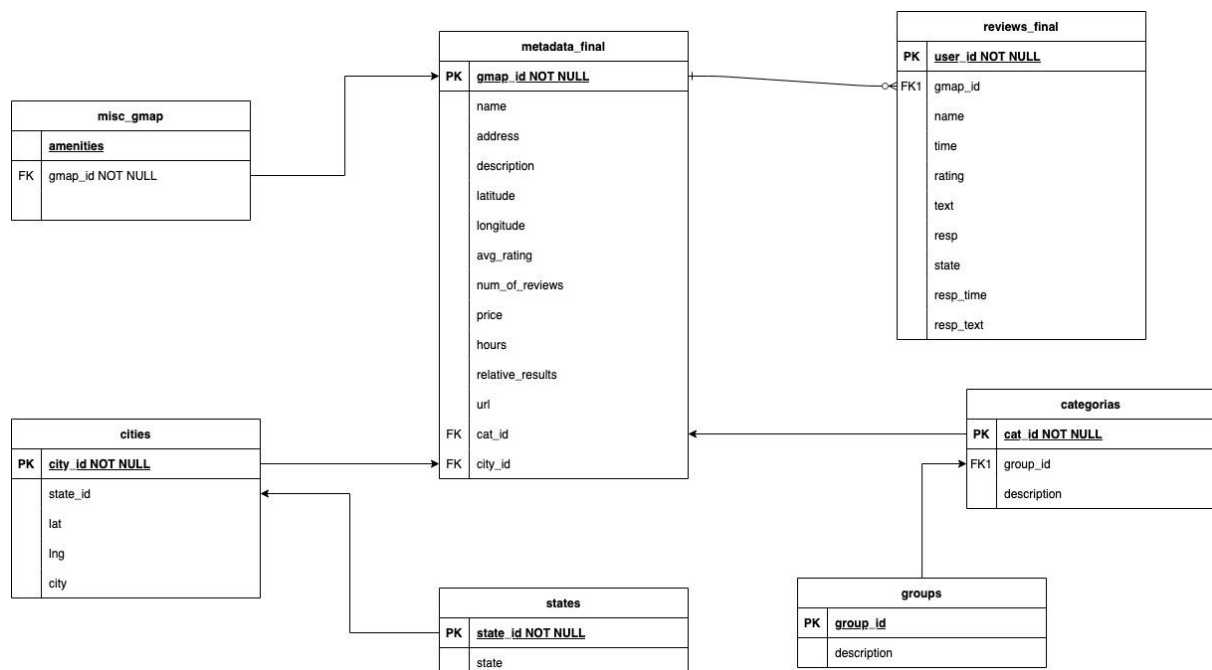 misc_gmap
amenities
FK gmap_id NOT NULL
metadata_final
PK gmap_id NOT NULL
name
address
description
latitude
longitude
avg_rating
num_of_reviews
price
hours
relative_results
url
FK cat_id
FK city_id
reviews_final
PK user_id NOT NULL
FK1 gmap_id
name
time
rating
text
resp
state
resp_time
resp_text
cities
PK city_id NOT NULL
state_id
lat
lng
city
states
PK state_id NOT NULL
state
categorias
PK cat_id NOT NULL
FK1 group_id
description
groups
PK group_id
description